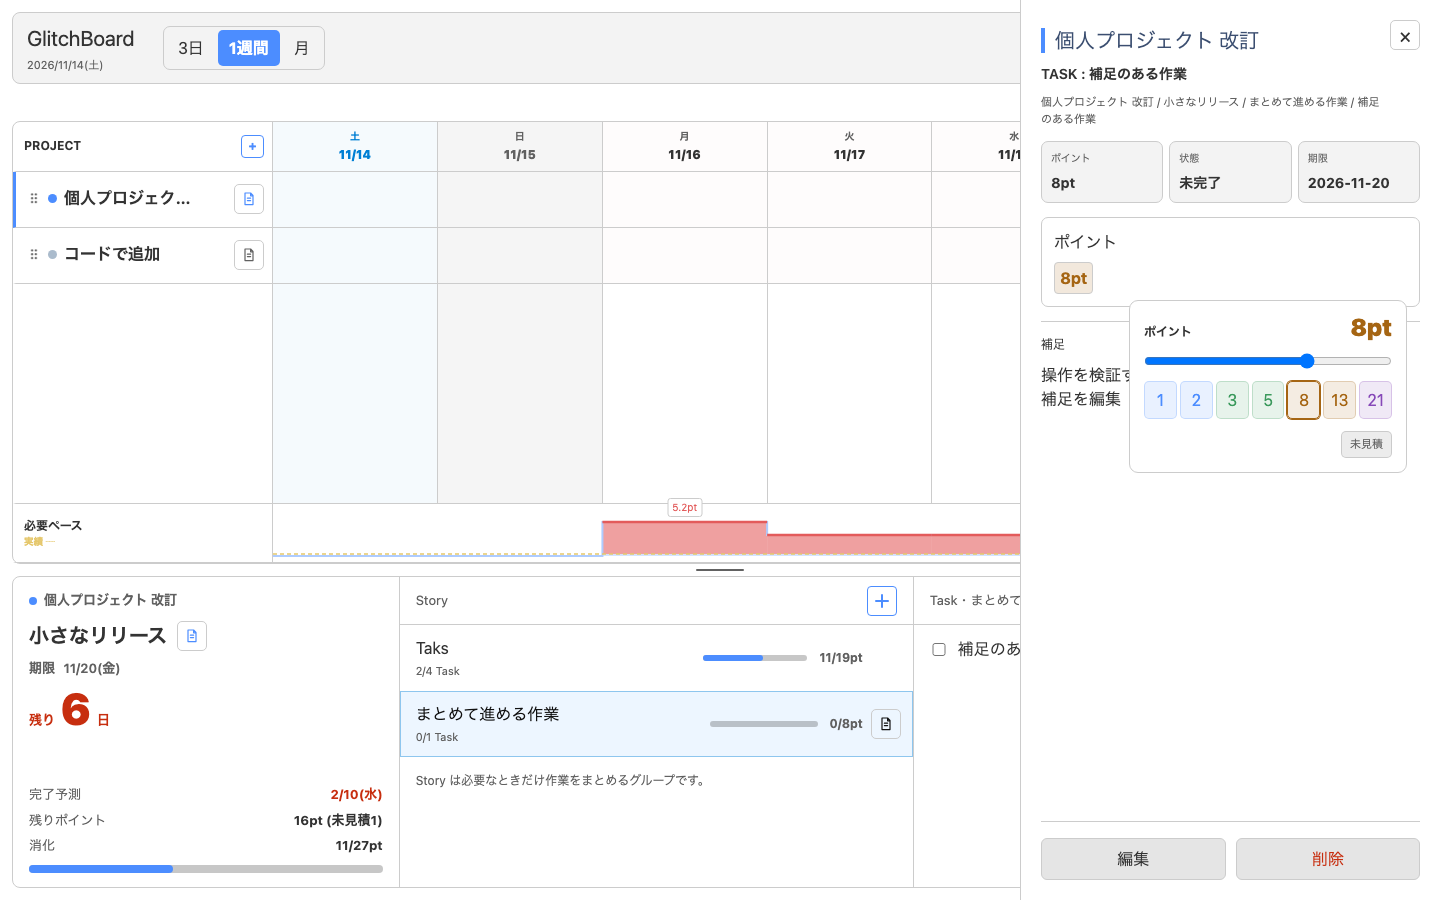 GlitchBoard
2026/11/14(土)
3日 1週間 月
PROJECT
+
土
11/14
日
11/15
月
11/16
火
11/17
水
11/1
個人プロジェク...
コードで追加
必要ペース
実績 —
5.2pt
個人プロジェクト 改訂
小さなリリース
期限 11/20(金)
残り 6 日
完了予測 2/10(水)
残りポイント 16pt (未見積1)
消化 11/27pt
Story
+
Taks
2/4 Task
11/19pt
まとめて進める作業
0/1 Task
0/8pt
Story は必要なときだけ作業をまとめるグループです。
Task・まとめて
補足のあ
個人プロジェクト 改訂
×
TASK : 補足のある作業
個人プロジェクト 改訂 / 小さなリリース / まとめて進める作業 / 補足
のある作業
ポイント
8pt
状態
未完了
期限
2026-11-20
ポイント
8pt
補足
操作を検証す
補足を編集
ポイント 8pt
1 2 3 5 8 13 21
未見積
編集
削除